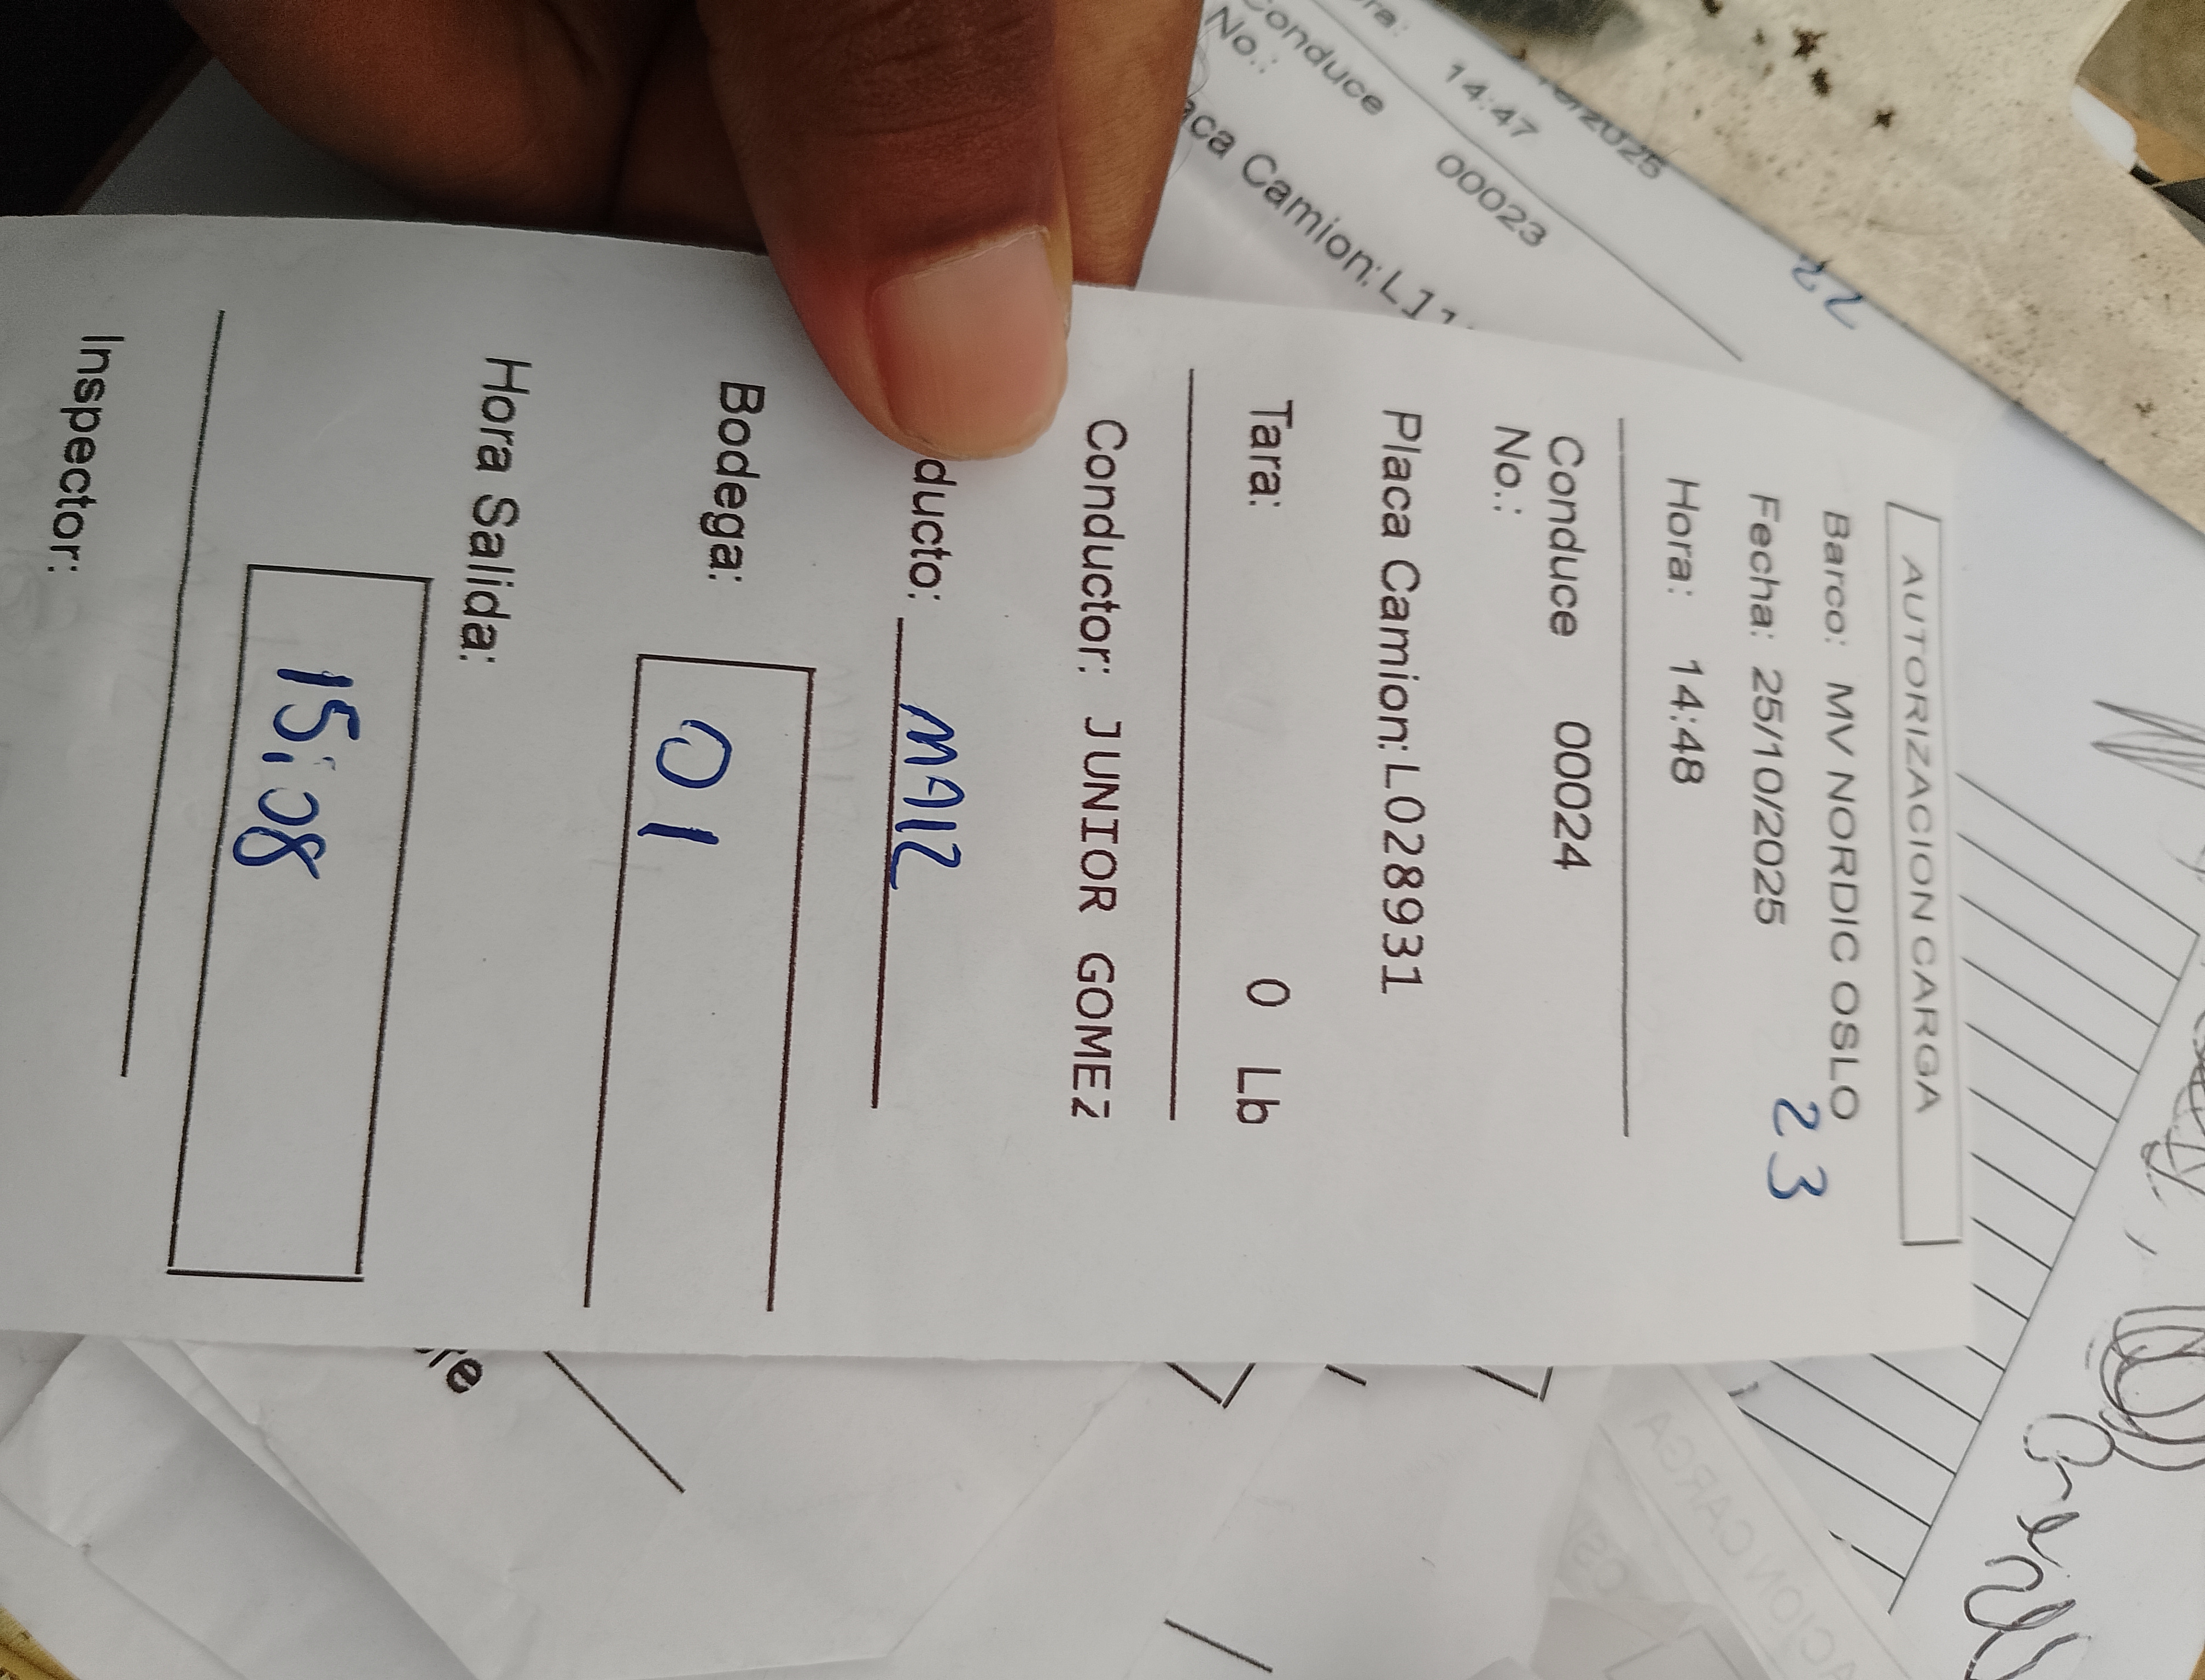 AUTORIZACION CARGA
Barco: MV NORDIC OSLO
Fecha: 25/10/2025 23
Hora: 14:48
Conduce No.: 00024
Placa Camion: L028931
Tara: 0 Lb
Conductor: JUNIOR GOMEZ
ducto: MAIZ
Bodega: 01
Hora Salida:
15:08
Inspector:
14:47
Conduce No.: 00023
aca Camion: L11
22